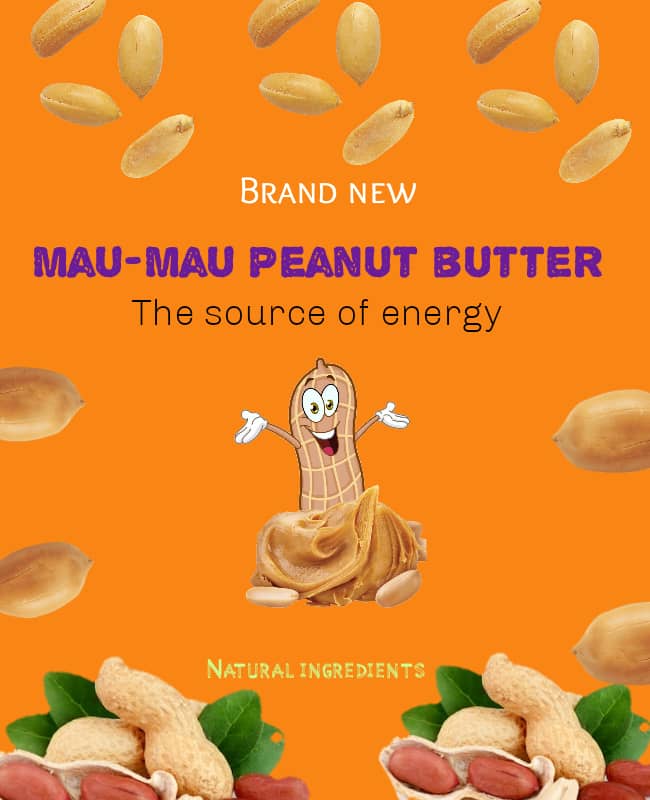 Brand new
MAU-MAU PEANUT BUTTER
The source of energy
Natural ingredients